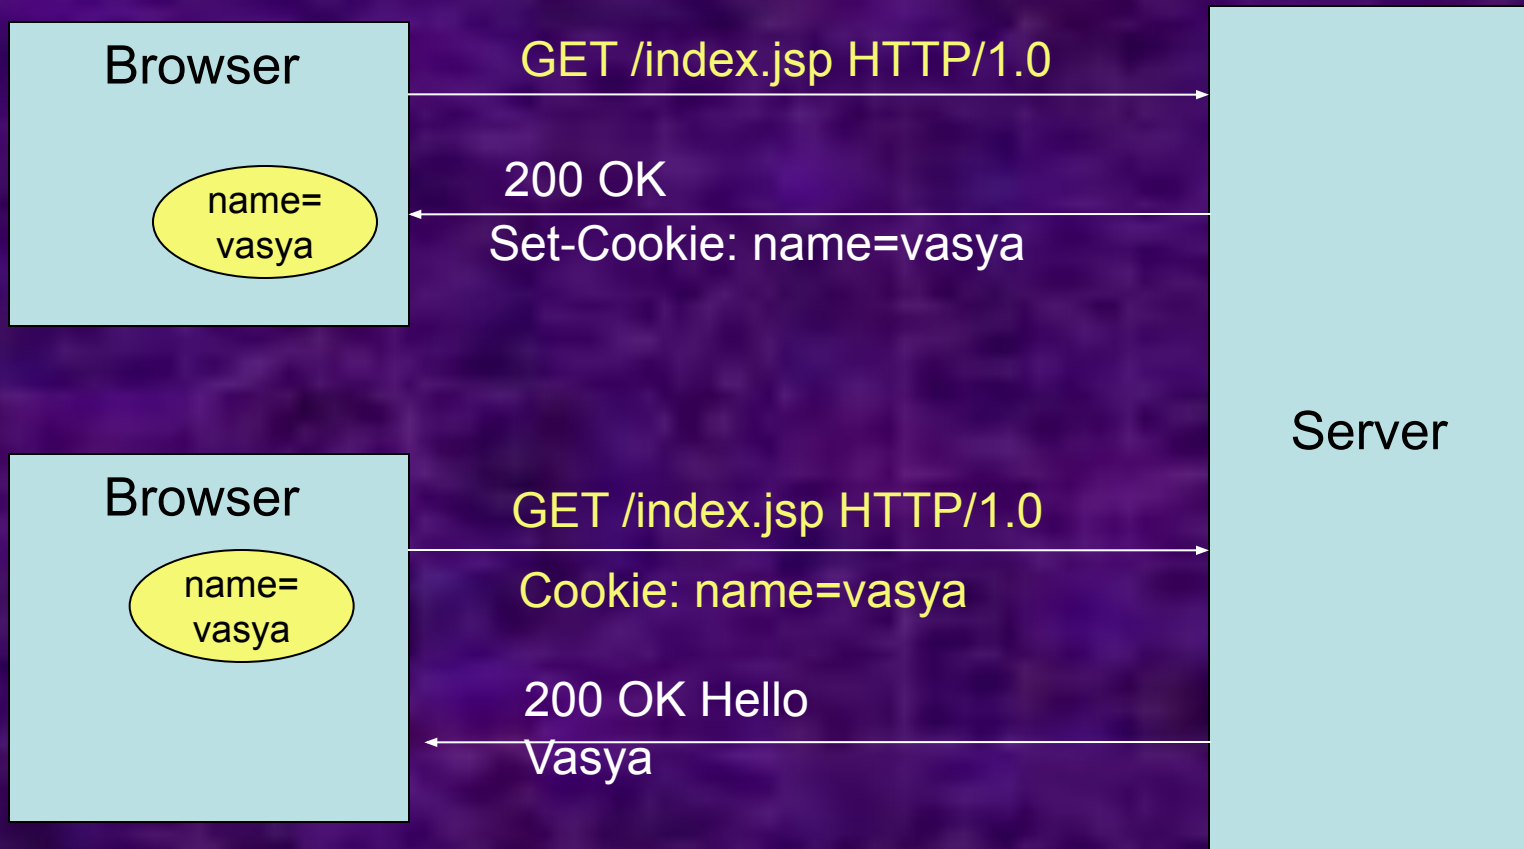 Browser
GET /index.jsp HTTP/1.0
name=
vasya
200 OK
Set-Cookie: name=vasya
Server
Browser
GET /index.jsp HTTP/1.0
name=
vasya
Cookie: name=vasya
200 OK Hello
Vasya